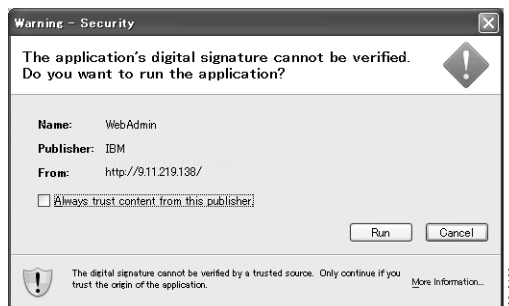 Warning - Security
The application's digital signature cannot be verified.
Do you want to run the application?
Name: WebAdmin
Publisher: IBM
From: http://9.11.219.138/
Always trust content from this publisher.
Run Cancel
The digital signature cannot be verified by a trusted source. Only continue if you
trust the origin of the application.
More Information...